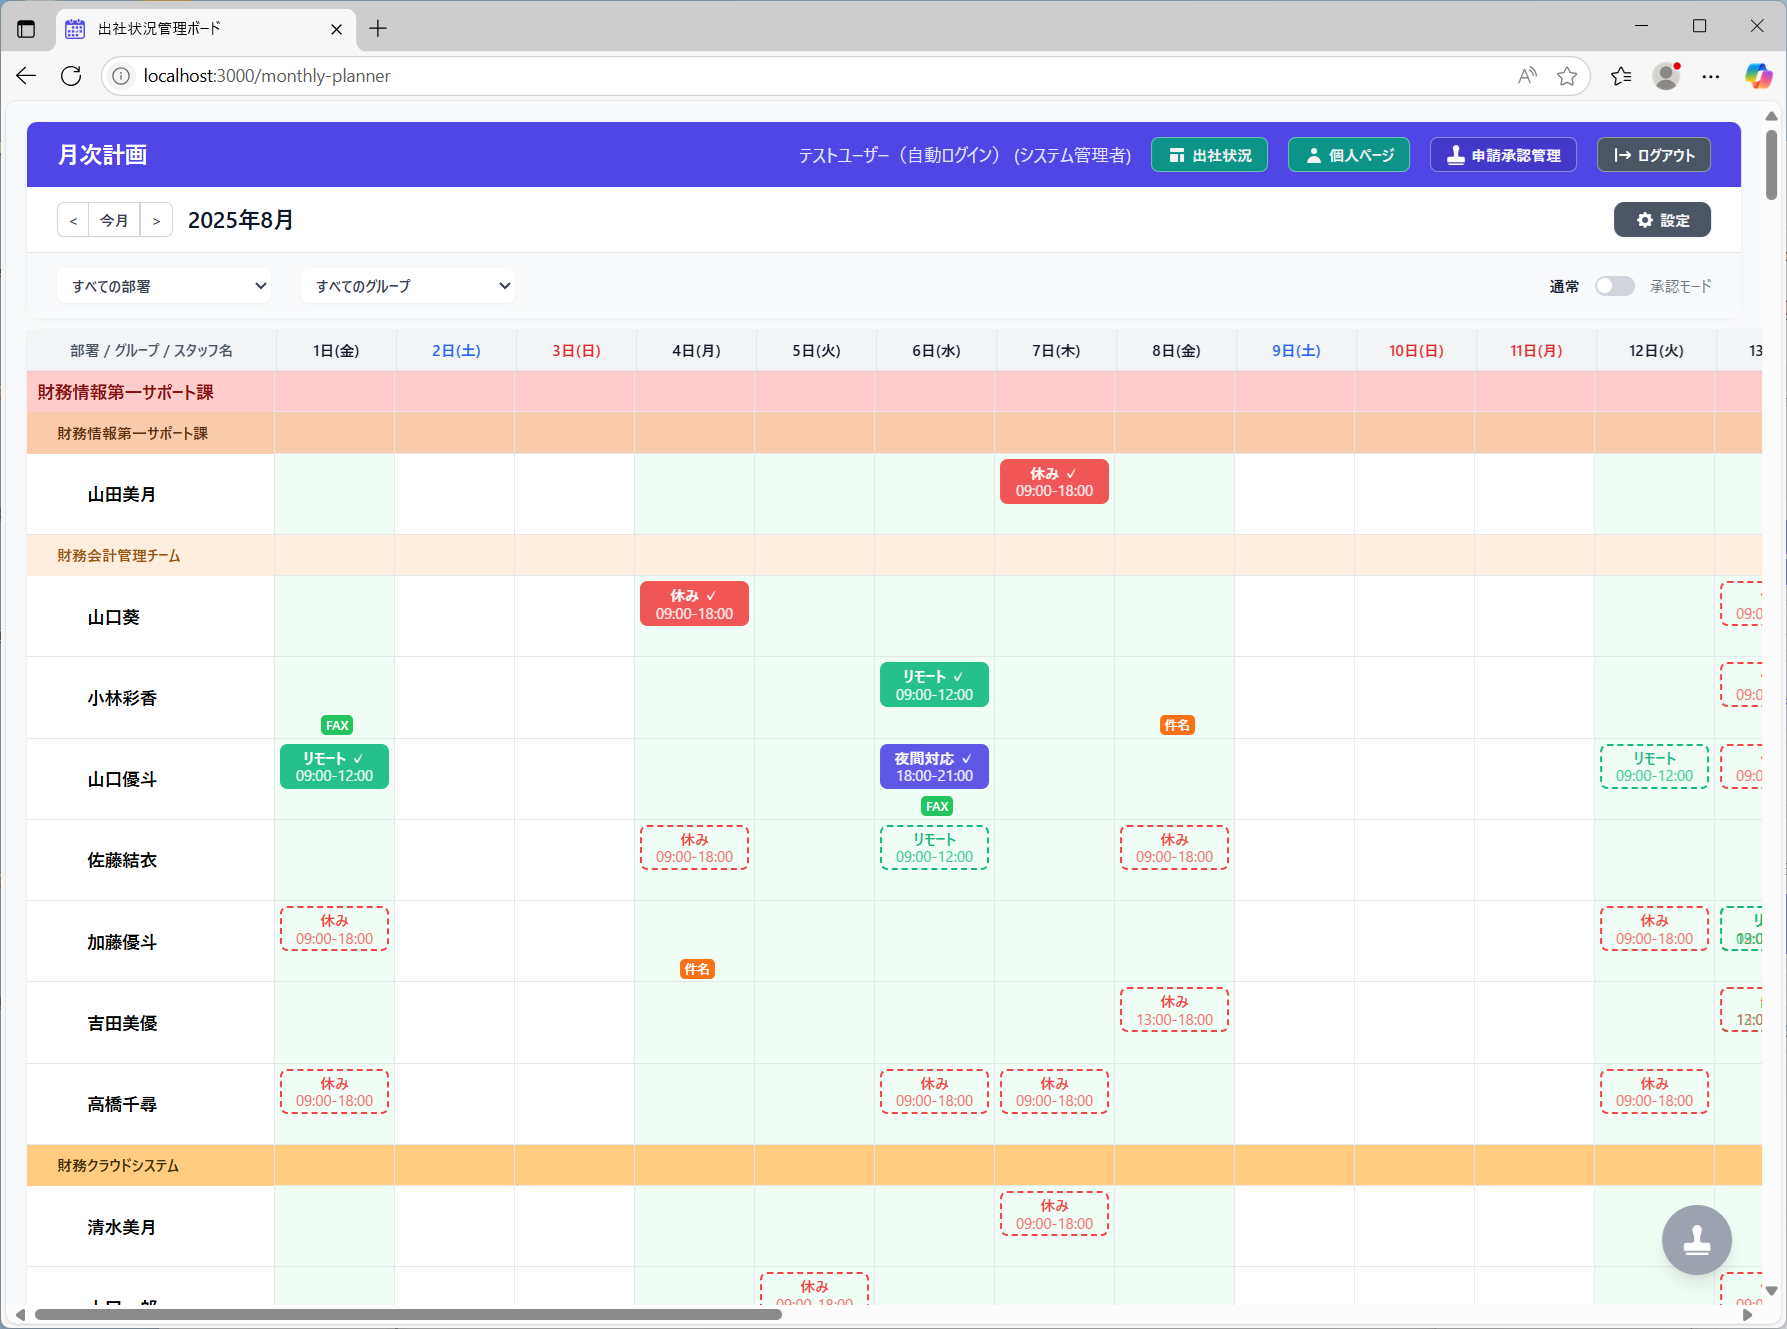 出社状況管理ボード
localhost:3000/monthly-planner
月次計画
テストユーザー（自動ログイン） (システム管理者)
出社状況
個人ページ
申請承認管理
ログアウト
< 今月 > 2025年8月
設定
すべての部署
すべてのグループ
通常
承認モード
部署 / グループ / スタッフ名 1日(金) 2日(土) 3日(日) 4日(月) 5日(火) 6日(水) 7日(木) 8日(金) 9日(土) 10日(日) 11日(月) 12日(火) 13
財務情報第一サポート課
財務情報第一サポート課
山田美月
休み ✓
09:00-18:00
財務会計管理チーム
山口葵
休み ✓
09:00-18:00
09:0
小林彩香
リモート ✓
09:00-12:00
09:0
FAX
件名
山口優斗
リモート ✓
09:00-12:00
夜間対応 ✓
18:00-21:00
リモート
09:00-12:00
09:0
FAX
佐藤結衣
休み
09:00-18:00
リモート
09:00-12:00
休み
09:00-18:00
加藤優斗
休み
09:00-18:00
休み
09:00-18:00
件名
吉田美優
休み
13:00-18:00
高橋千尋
休み
09:00-18:00
休み
09:00-18:00
休み
09:00-18:00
休み
09:00-18:00
財務クラウドシステム
清水美月
休み
09:00-18:00
休み
09:00-18:00